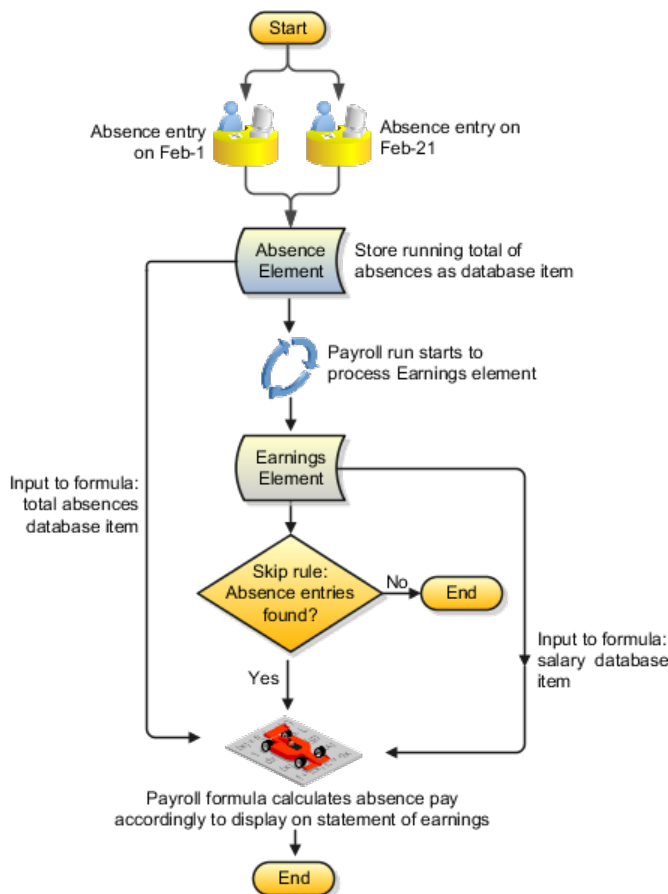 Start
Absence entry
on Feb-1
Absence entry on
Feb-21
Absence
Element
Store running total of
absences as database item
Payroll run starts to
process Earnings element
Earnings
Element
Input to formula:
total absences
database item
Skip rule:
Absence entries
found?
No
End
Input to formula:
salary database
item
Yes
Payroll formula calculates absence pay
accordingly to display on statement of earnings
End